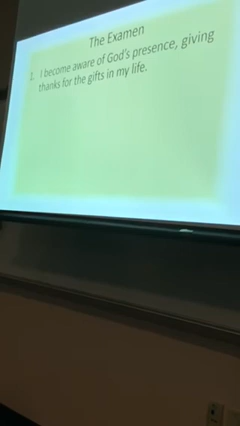 The Examen
1. I become aware of God's presence, giving
thanks for the gifts in my life.